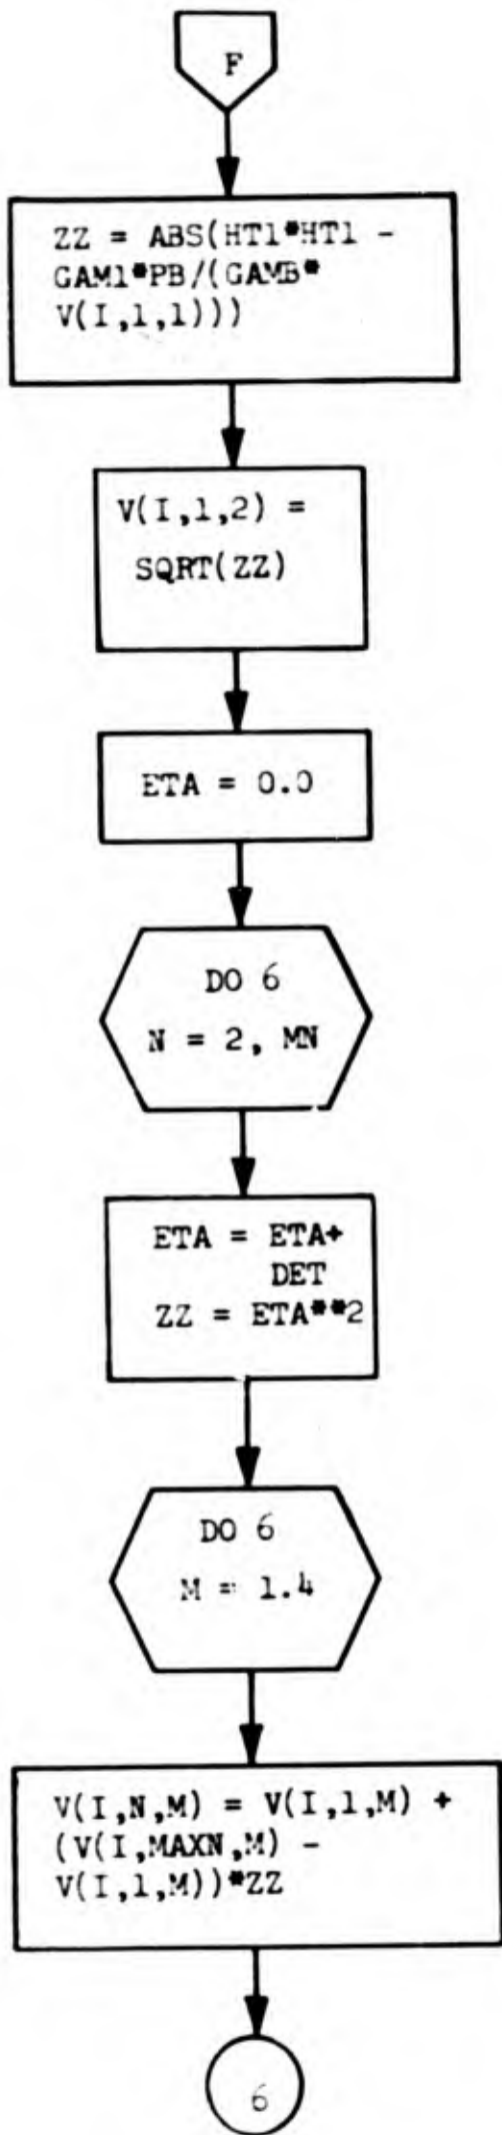 F
ZZ = ABS(HT1*HT1 -
GAM1*PB/(GAMB*
V(I,1,1)))
V(I,1,2) =
SQRT(ZZ)
ETA = 0.0
DO 6
N = 2, MN
ETA = ETA+
DET
ZZ = ETA**2
DO 6
M = 1.4
V(I,N,M) = V(I,1,M) +
(V(I,MAXN,M) -
V(I,1,M))*ZZ
6